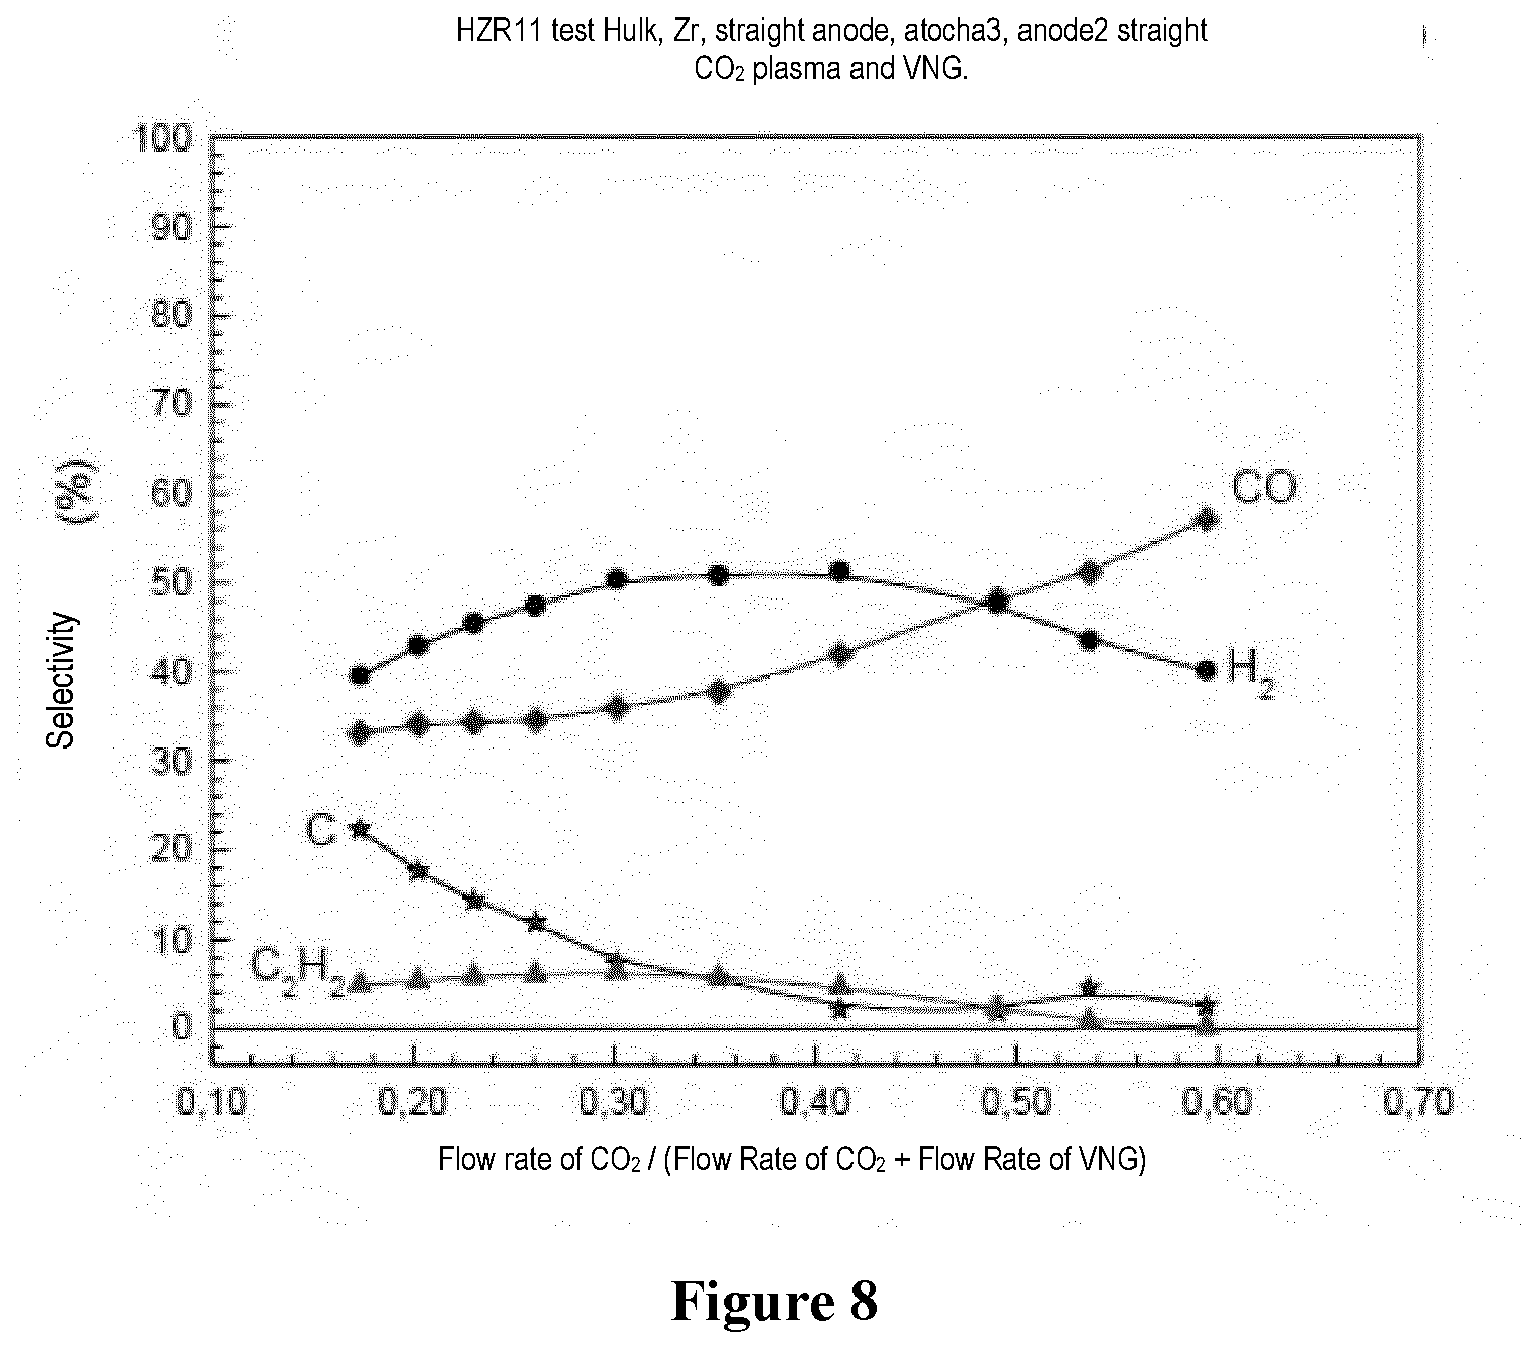 HZR11 test Hulk, Zr, straight anode, atocha3, anode2 straight
CO₂ plasma and VNG.
100
90
80
70
60
50
40
30
20
10
0
(%)
Selectivity
CO
H₂
C
C₂H₂
0,10 0,20 0,30 0,40 0,50 0,60 0,70
Flow rate of CO₂ / (Flow Rate of CO₂ + Flow Rate of VNG)
Figure 8